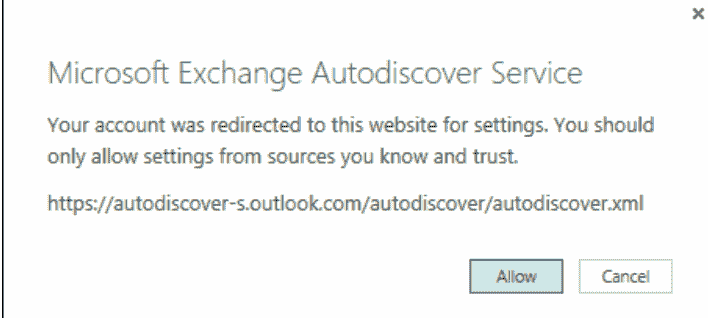 Microsoft Exchange Autodiscover Service
Your account was redirected to this website for settings. You should
only allow settings from sources you know and trust.
https://autodiscover-s.outlook.com/autodiscover/autodiscover.xml
Allow
Cancel